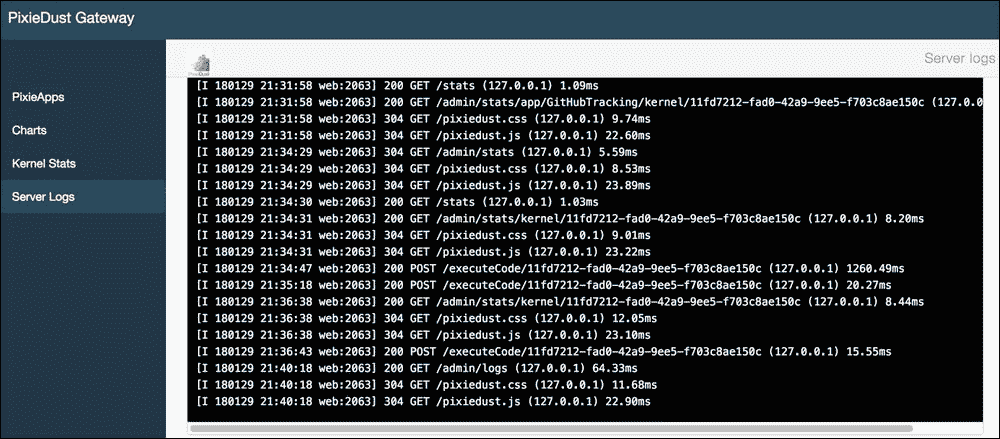 PixieDust Gateway
Server logs
PixieApps
Charts
Kernel Stats
Server Logs
PixieDust
[I 180129 21:31:58 web:2063] 200 GET /stats (127.0.0.1) 1.09ms
[I 180129 21:31:58 web:2063] 200 GET /admin/stats/app/GitHubTracking/kernel/11fd7212-fad0-42a9-9ee5-f703c8ae150c (127.0.0
[I 180129 21:31:58 web:2063] 304 GET /pixiedust.css (127.0.0.1) 9.74ms
[I 180129 21:31:58 web:2063] 304 GET /pixiedust.js (127.0.0.1) 22.60ms
[I 180129 21:34:29 web:2063] 304 GET /admin/stats (127.0.0.1) 5.59ms
[I 180129 21:34:29 web:2063] 304 GET /pixiedust.css (127.0.0.1) 8.53ms
[I 180129 21:34:29 web:2063] 304 GET /pixiedust.js (127.0.0.1) 23.89ms
[I 180129 21:34:30 web:2063] 200 GET /stats (127.0.0.1) 1.03ms
[I 180129 21:34:31 web:2063] 200 GET /admin/stats/kernel/11fd7212-fad0-42a9-9ee5-f703c8ae150c (127.0.0.1) 8.20ms
[I 180129 21:34:31 web:2063] 304 GET /pixiedust.css (127.0.0.1) 9.01ms
[I 180129 21:34:31 web:2063] 304 GET /pixiedust.js (127.0.0.1) 23.22ms
[I 180129 21:34:47 web:2063] 200 POST /executeCode/11fd7212-fad0-42a9-9ee5-f703c8ae150c (127.0.0.1) 1260.49ms
[I 180129 21:35:18 web:2063] 200 POST /executeCode/11fd7212-fad0-42a9-9ee5-f703c8ae150c (127.0.0.1) 20.27ms
[I 180129 21:36:38 web:2063] 200 GET /admin/stats/kernel/11fd7212-fad0-42a9-9ee5-f703c8ae150c (127.0.0.1) 8.44ms
[I 180129 21:36:38 web:2063] 304 GET /pixiedust.css (127.0.0.1) 12.05ms
[I 180129 21:36:38 web:2063] 304 GET /pixiedust.js (127.0.0.1) 23.10ms
[I 180129 21:36:43 web:2063] 200 POST /executeCode/11fd7212-fad0-42a9-9ee5-f703c8ae150c (127.0.0.1) 15.55ms
[I 180129 21:40:18 web:2063] 200 GET /admin/logs (127.0.0.1) 64.33ms
[I 180129 21:40:18 web:2063] 304 GET /pixiedust.css (127.0.0.1) 11.68ms
[I 180129 21:40:18 web:2063] 304 GET /pixiedust.js (127.0.0.1) 22.90ms